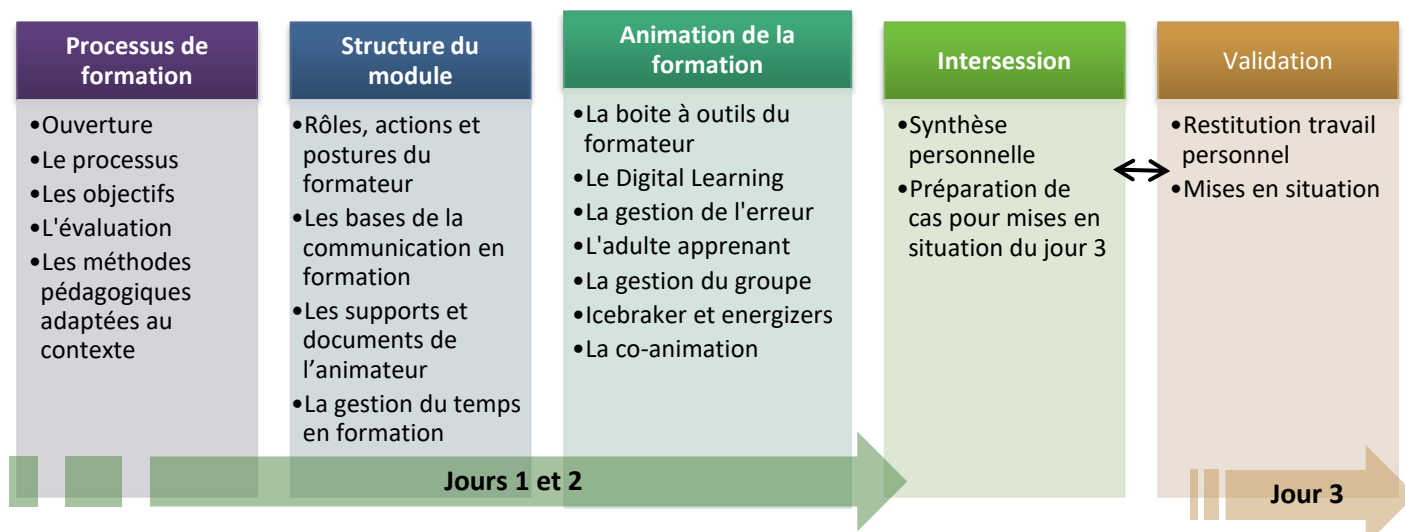 Processus de
formation
•Ouverture
•Le processus
•Les objectifs
•L'évaluation
•Les méthodes
pédagogiques
adaptées au
contexte
Structure du
module
•Rôles, actions et
postures du
formateur
•Les bases de la
communication en
formation
•Les supports et
documents de
l’animateur
•La gestion du temps
en formation
Animation de la
formation
•La boite à outils du
formateur
•Le Digital Learning
•La gestion de l'erreur
•L'adulte apprenant
•La gestion du groupe
•Icebraker et energizers
•La co-animation
Intersession
•Synthèse
personnelle
•Préparation de
cas pour mises en
situation du jour 3
Validation
•Restitution travail
personnel
•Mises en situation
Jours 1 et 2
Jour 3